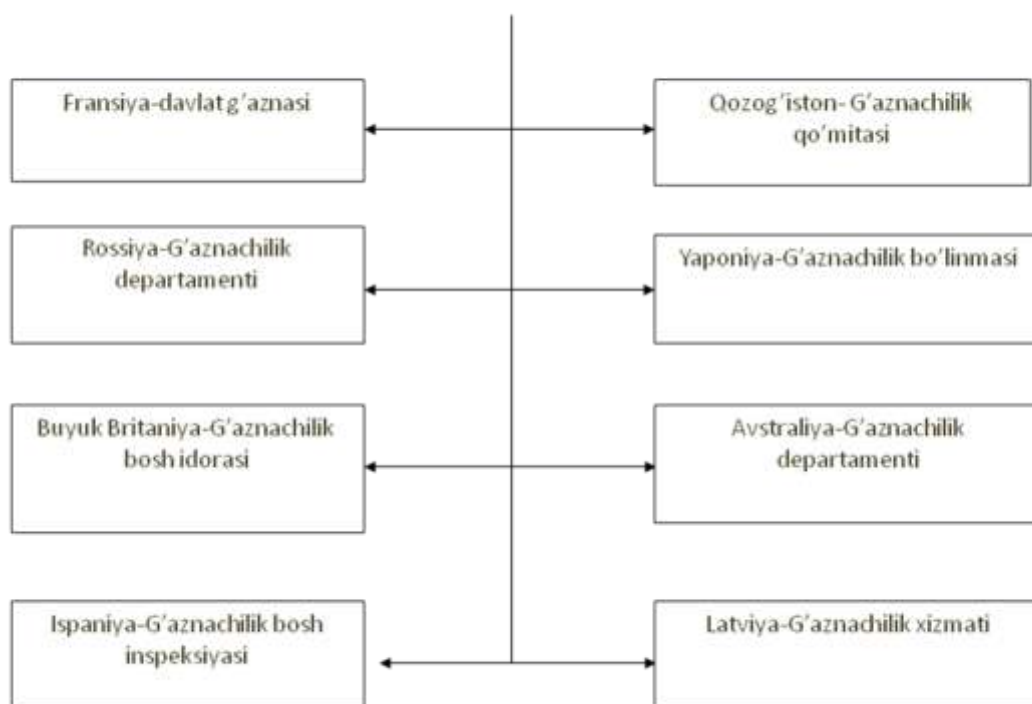 Fransiya-davlat g'aznasi
Qozog'iston- G'aznachilik
qo'mitasi
Rossiya-G'aznachilik
departamenti
Yaponiya-G'aznachilik bo'linmasi
Buyuk Britaniya-G'aznachilik
bosh idorasi
Avstraliya-G'aznachilik
departamenti
Ispaniya-G'aznachilik bosh
inspeksiyasi
Latviya-G'aznachilik xizmati